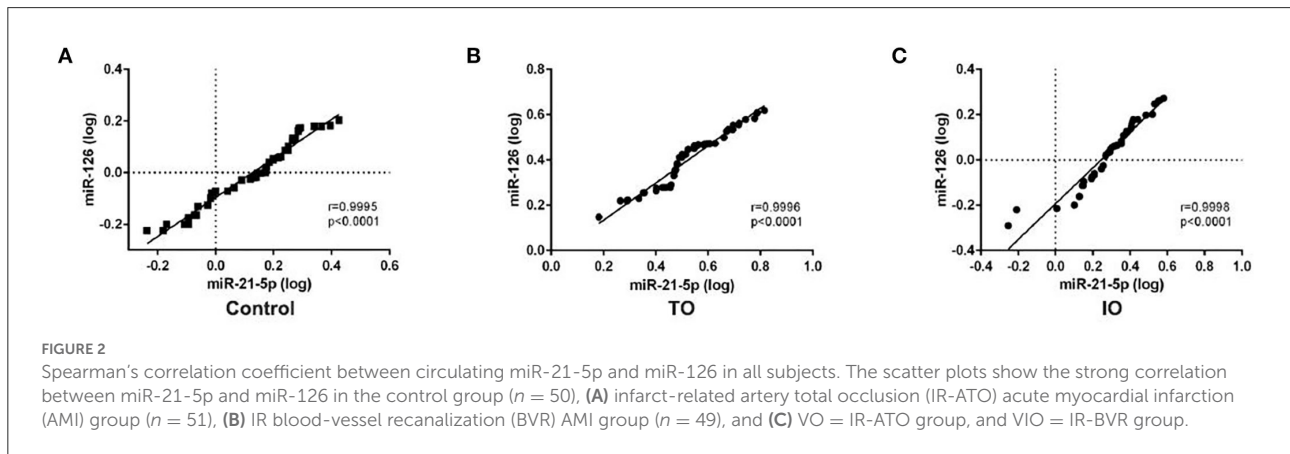 A
miR-126 (log)
0.4
0.2
0.0
-0.2
-0.2
0.0
0.2
0.4
0.6
r=0.9995
p<0.0001
miR-21-5p (log)
Control
B
miR-126 (log)
0.8
0.6
0.4
0.2
0.0
0.0
0.2
0.4
0.6
0.8
1.0
r=0.9996
p<0.0001
miR-21-5p (log)
TO
C
miR-126 (log)
0.4
0.2
0.0
-0.2
-0.4
-0.4
-0.2
0.0
0.2
0.4
0.6
0.8
1.0
r=0.9998
p<0.0001
miR-21-5p (log)
IO
FIGURE 2
Spearman’s correlation coefficient between circulating miR-21-5p and miR-126 in all subjects. The scatter plots show the strong correlation
between miR-21-5p and miR-126 in the control group (n = 50), (A) infarct-related artery total occlusion (IR-ATO) acute myocardial infarction
(AMI) group (n = 51), (B) IR blood-vessel recanalization (BVR) AMI group (n = 49), and (C) VO = IR-ATO group, and VIO = IR-BVR group.